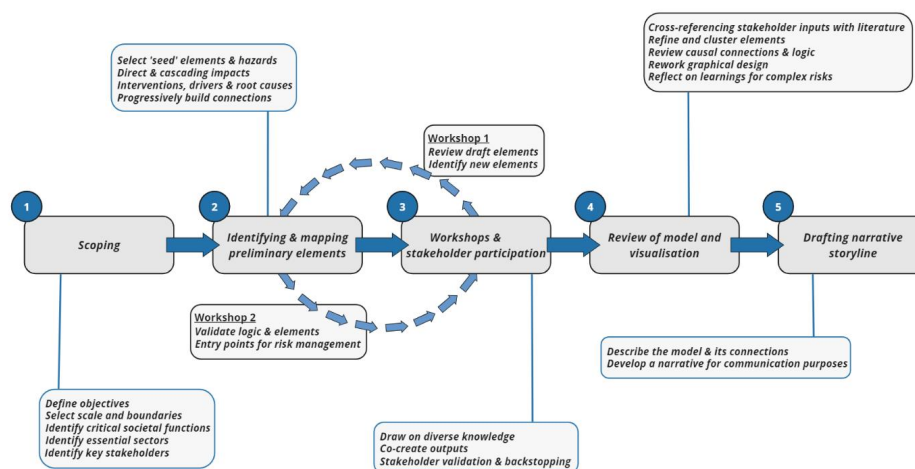 Cross-referencing stakeholder inputs with literature
Refine and cluster elements
Review causal connections & logic
Rework graphical design
Reflect on learnings for complex risks
Select 'seed' elements & hazards
Direct & cascading impacts
Interventions, drivers & root causes
Progressively build connections
Workshop 1
Review draft elements
Identify new elements
1
Scoping
2
Identifying & mapping
preliminary elements
3
Workshops &
stakeholder participation
4
Review of model and
visualisation
5
Drafting narrative
storyline
Workshop 2
Validate logic & elements
Entry points for risk management
Describe the model & its connections
Develop a narrative for communication purposes
Define objectives
Select scale and boundaries
Identify critical societal functions
Identify essential sectors
Identify key stakeholders
Draw on diverse knowledge
Co-create outputs
Stakeholder validation & backstopping